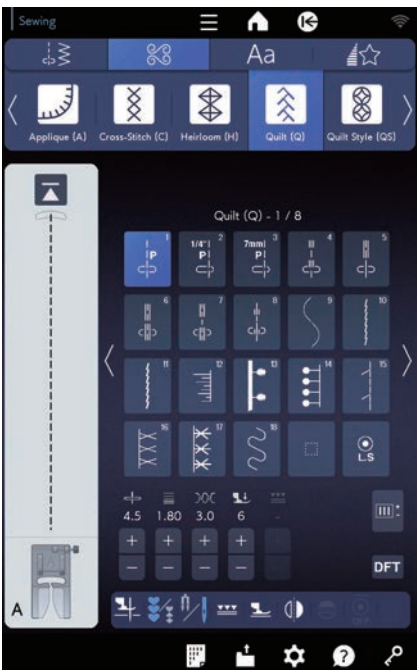 Sewing
Aa
Applique (A) Cross-Stitch (C) Heirloom (H) Quilt (Q) Quilt Style (QS)
Quilt (Q) - 1 / 8
1 P 1/4" 2 P 7mm 3 P 4 5
6 7 8 9 10
11 12 13 14 15
16 17 18 L.S
4.5 1.80 3.0 6 -
+ + + + +
- - - - -
DFT
A
?